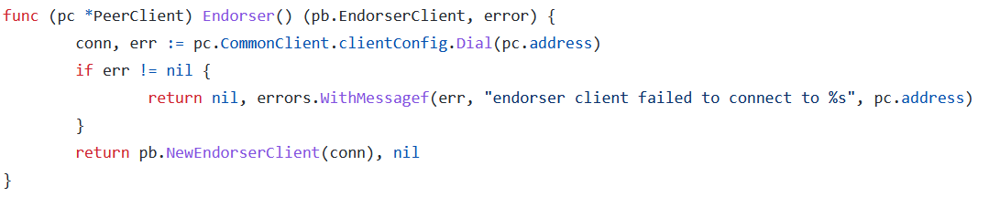 func (pc *PeerClient) Endorser() (pb.EndorserClient, error) {
        conn, err := pc.CommonClient.clientConfig.Dial(pc.address)
        if err != nil {
                return nil, errors.WithMessagef(err, "endorser client failed to connect to %s", pc.address)
        }
        return pb.NewEndorserClient(conn), nil
}